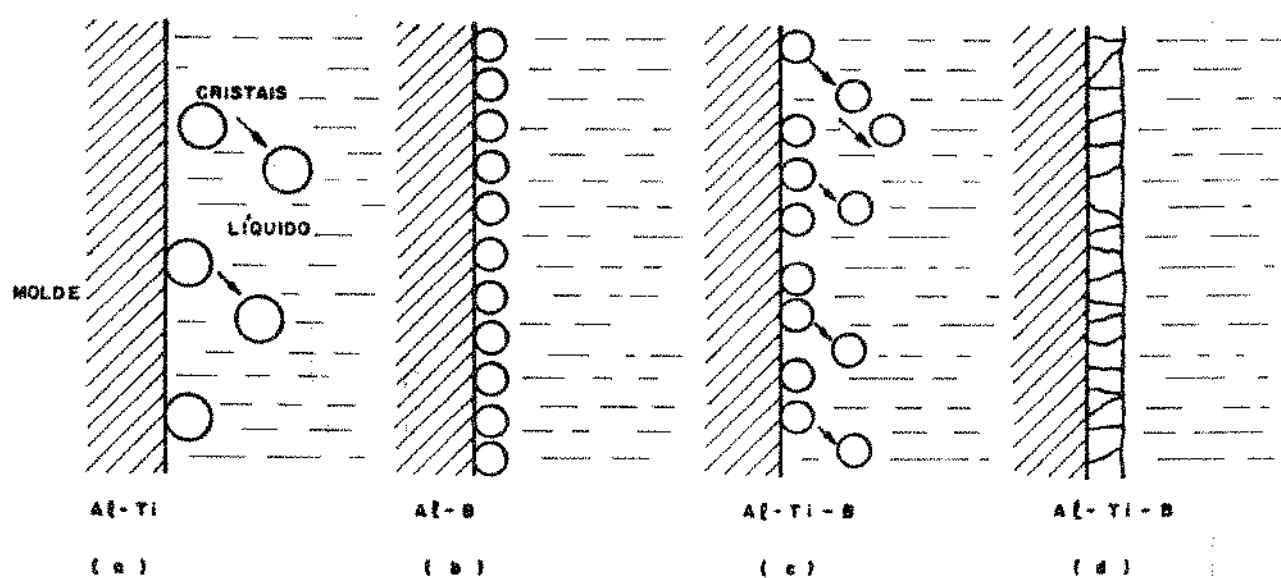 CRISTAIS
LÍQUIDO
MOLDE
Aℓ-Ti
Aℓ-B
Aℓ-Ti-B
Aℓ-Ti-B
(a)
(b)
(c)
(d)